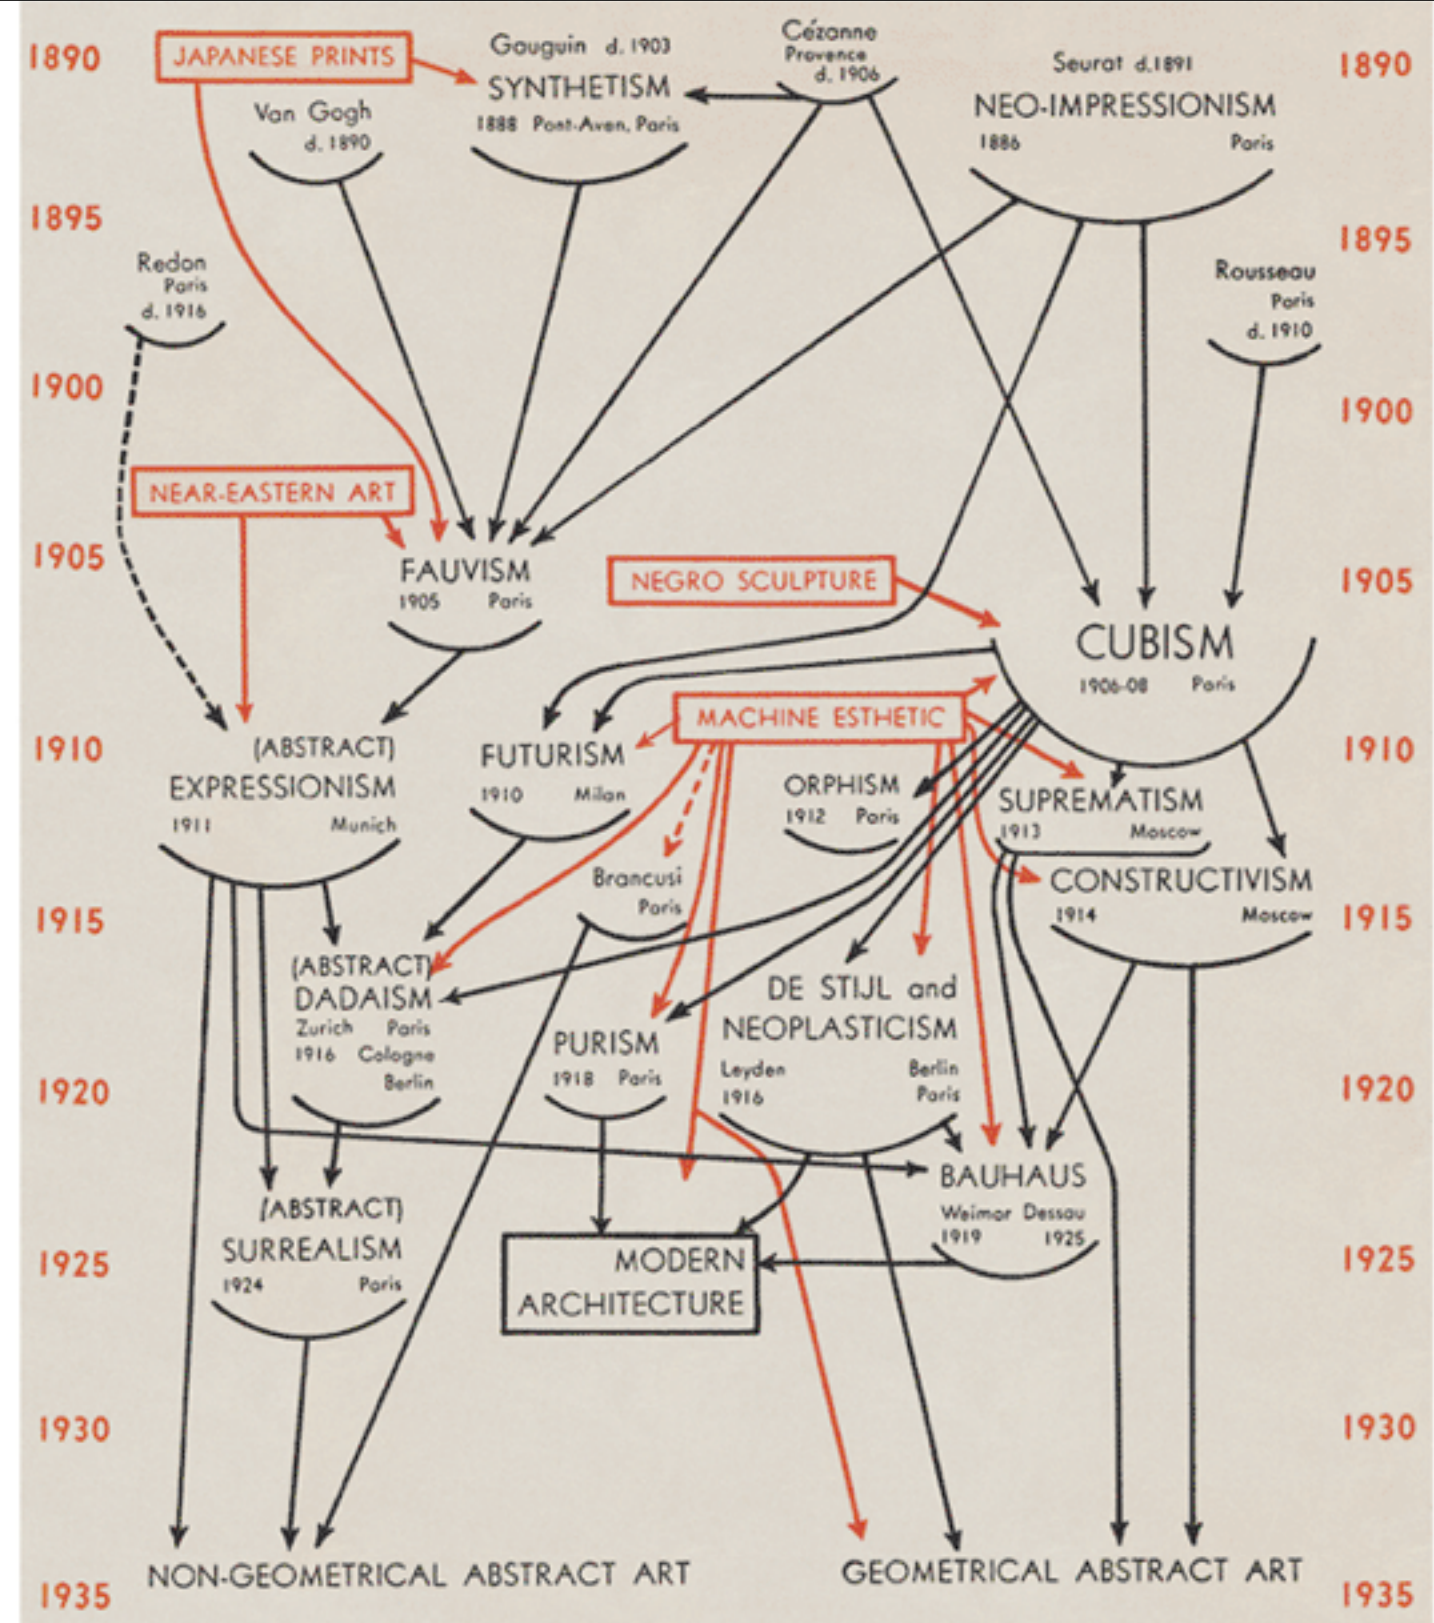 1890
JAPANESE PRINTS
Gauguin d. 1903
SYNTHETISM
1888 Pont-Aven, Paris
Cézanne
Provence
d. 1906
Seurat d.1891
NEO-IMPRESSIONISM
1886 Paris
1890
Van Gogh
d. 1890
1895
1895
Redon
Paris
d. 1916
Rousseau
Paris
d. 1910
1900
1900
NEAR-EASTERN ART
1905
FAUVISM
1905 Paris
NEGRO SCULPTURE
1905
CUBISM
1906-08 Paris
MACHINE ESTHETIC
1910
(ABSTRACT)
EXPRESSIONISM
1911 Munich
FUTURISM
1910 Milan
ORPHISM
1912 Paris
SUPREMATISM
1913 Moscow
1910
Brancusi
Paris
CONSTRUCTIVISM
1914 Moscow
1915
1915
(ABSTRACT)
DADAISM
Zurich Paris
1916 Cologne
Berlin
PURISM
1918 Paris
DE STIJL and
NEOPLASTICISM
Leyden Berlin
1916 Paris
1920
1920
(ABSTRACT)
SURREALISM
1924 Paris
BAUHAUS
Weimar Dessau
1919 1925
1925
MODERN
ARCHITECTURE
1925
1930
1930
NON-GEOMETRICAL ABSTRACT ART
GEOMETRICAL ABSTRACT ART
1935
1935